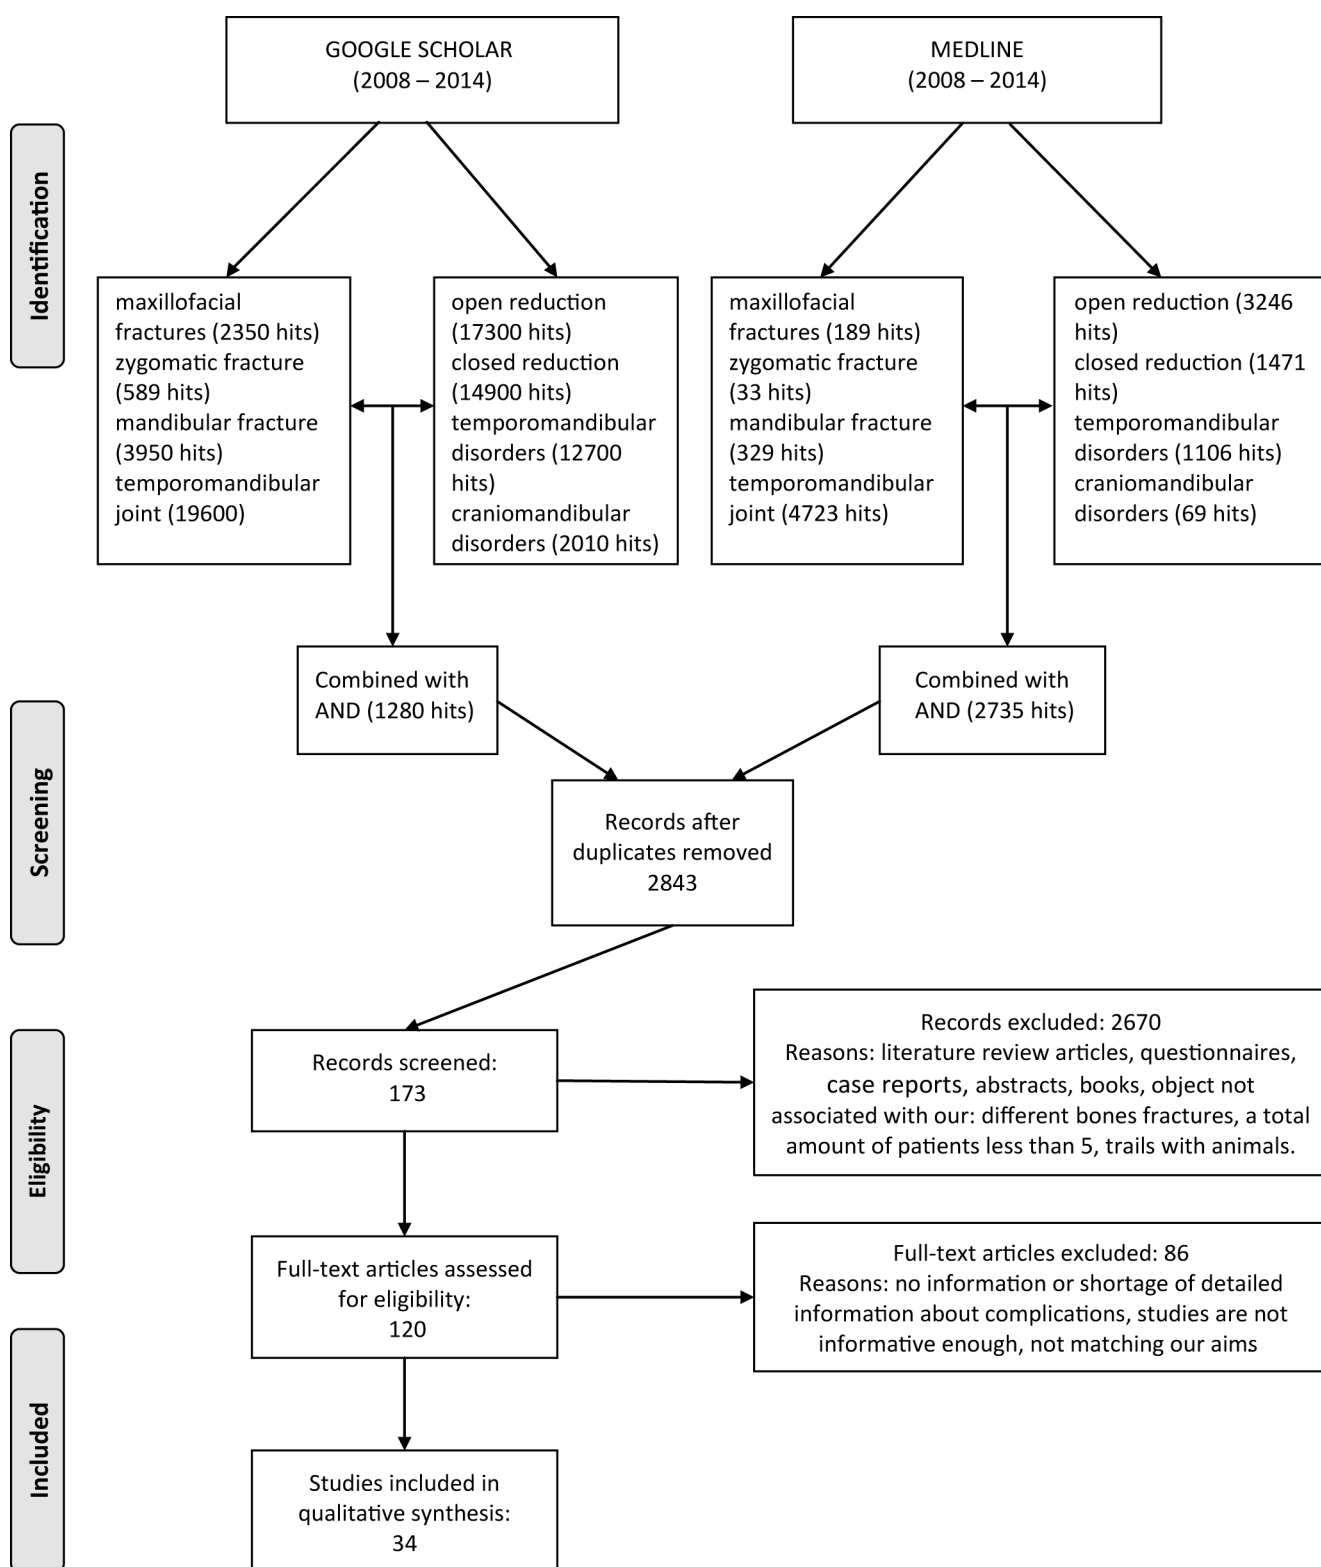 GOOGLE SCHOLAR
(2008 – 2014)
MEDLINE
(2008 – 2014)
Identification
maxillofacial
fractures (2350 hits)
zygomatic fracture
(589 hits)
mandibular fracture
(3950 hits)
temporomandibular
joint (19600)
open reduction
(17300 hits)
closed reduction
(14900 hits)
temporomandibular
disorders (12700
hits)
craniomandibular
disorders (2010 hits)
maxillofacial
fractures (189 hits)
zygomatic fracture
(33 hits)
mandibular fracture
(329 hits)
temporomandibular
joint (4723 hits)
open reduction (3246
hits)
closed reduction (1471
hits)
temporomandibular
disorders (1106 hits)
craniomandibular
disorders (69 hits)
Combined with
AND (1280 hits)
Combined with
AND (2735 hits)
Screening
Records after
duplicates removed
2843
Eligibility
Records screened:
173
Records excluded: 2670
Reasons: literature review articles, questionnaires,
case reports, abstracts, books, object not
associated with our: different bones fractures, a total
amount of patients less than 5, trails with animals.
Full-text articles assessed
for eligibility:
120
Full-text articles excluded: 86
Reasons: no information or shortage of detailed
information about complications, studies are not
informative enough, not matching our aims
Included
Studies included in
qualitative synthesis:
34